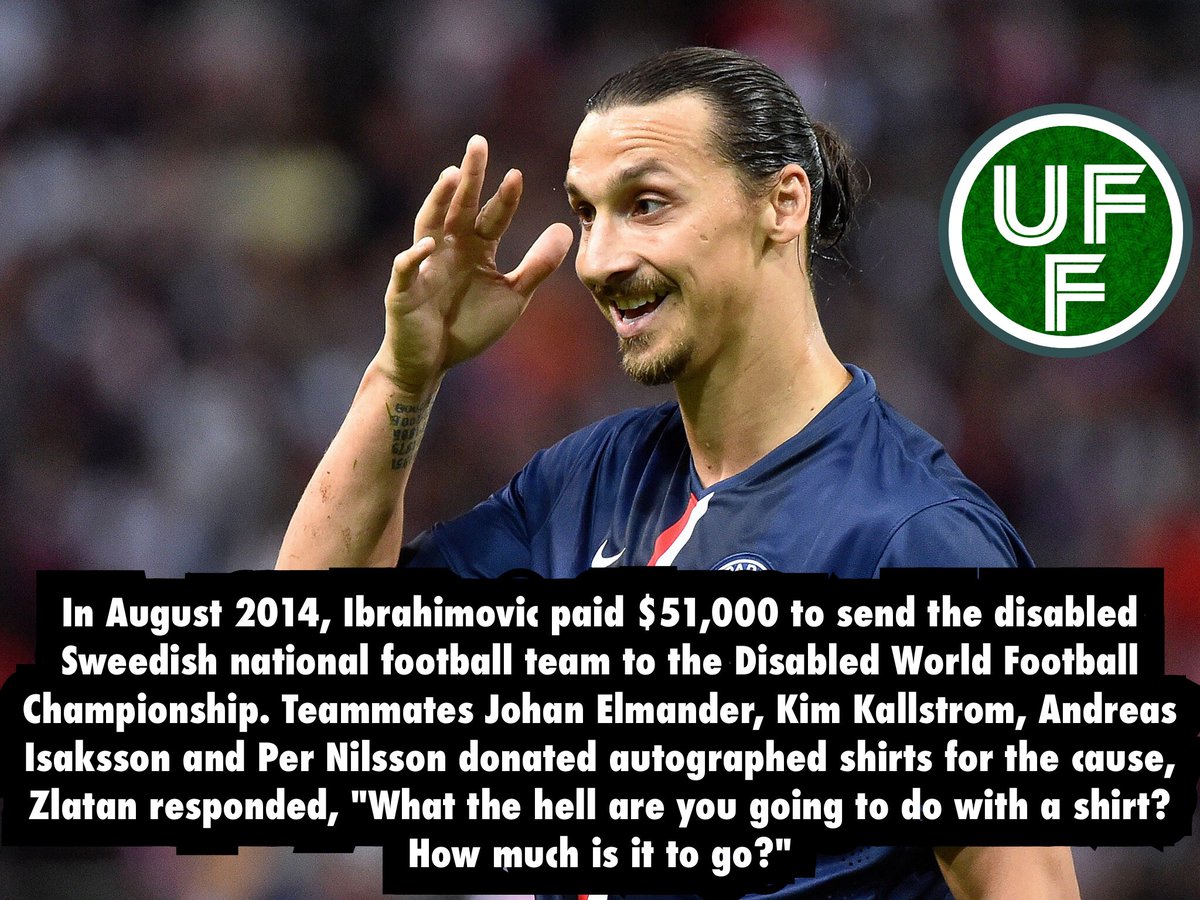 UF
F
PAR
In August 2014, Ibrahimovic paid $51,000 to send the disabled
Sweedish national football team to the Disabled World Football
Championship. Teammates Johan Elmander, Kim Kallstrom, Andreas
Isaksson and Per Nilsson donated autographed shirts for the cause,
Zlatan responded, "What the hell are you going to do with a shirt?
How much is it to go?"